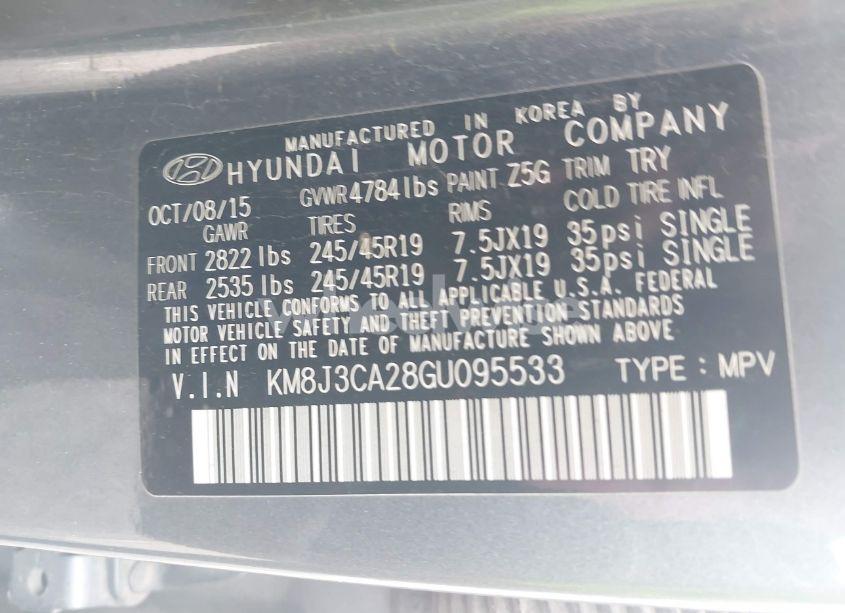 MANUFACTURED IN KOREA BY
HYUNDAI MOTOR COMPANY
OCT/08/15 GVWR 4784lbs PAINT Z5G TRIM TRY
GAWR TIRES RIMS COLD TIRE INFL
FRONT 2822 lbs 245/45R19 7.5JX19 35psi SINGLE
REAR 2535 lbs 245/45R19 7.5JX19 35psi SINGLE
THIS VEHICLE CONFORMS TO ALL APPLICABLE U.S.A. FEDERAL
MOTOR VEHICLE SAFETY AND THEFT PREVENTION STANDARDS
IN EFFECT ON THE DATE OF MANUFACTURE SHOWN ABOVE
V.I.N KM8J3CA28GU095533 TYPE : MPV